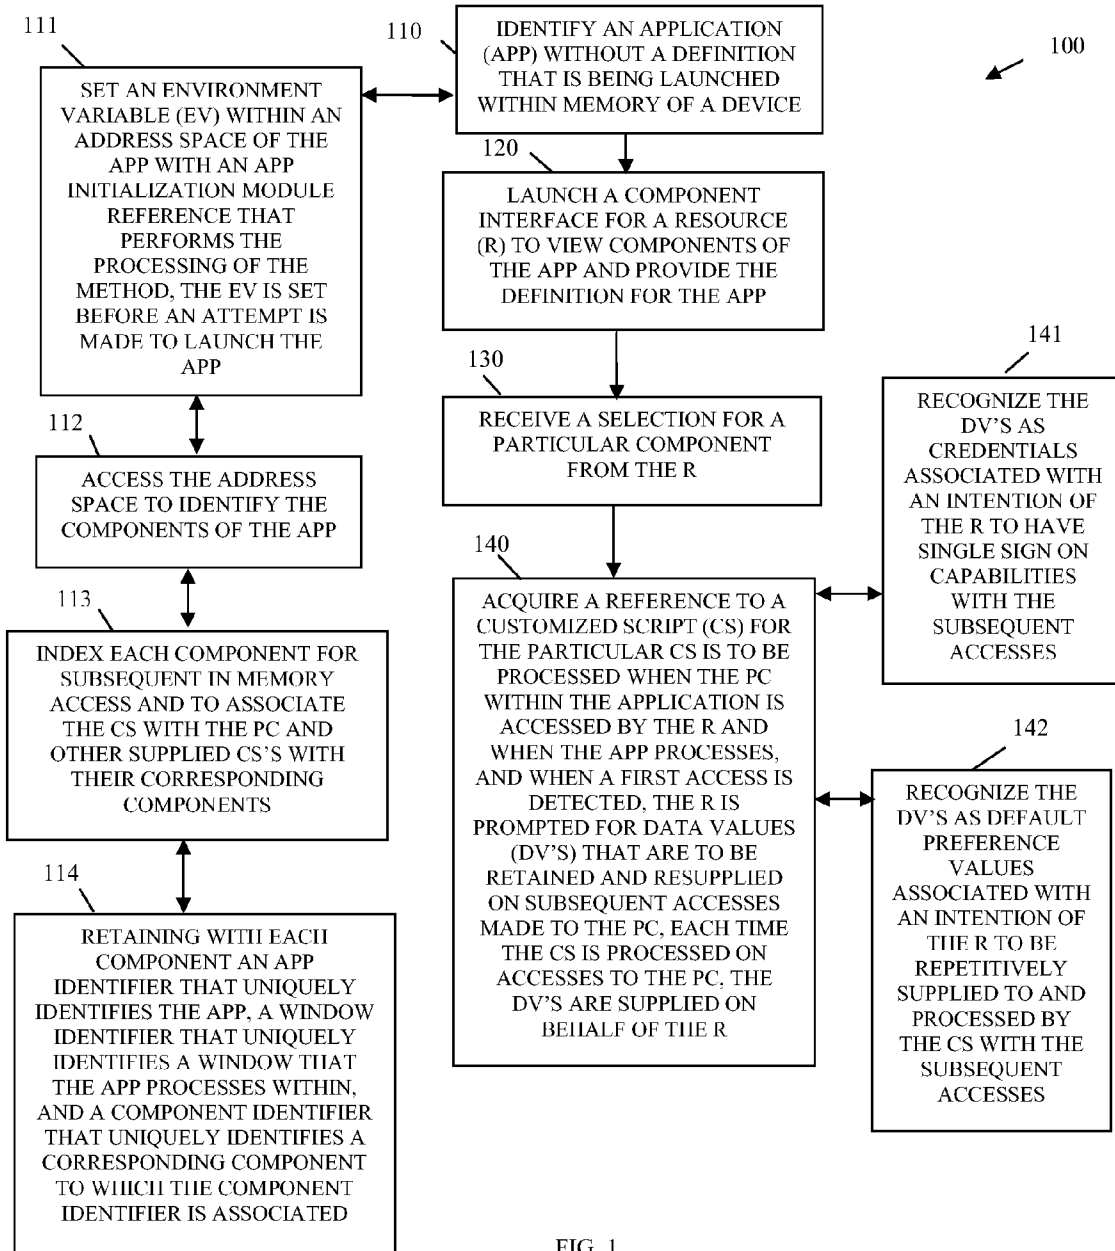 111
SET AN ENVIRONMENT
VARIABLE (EV) WITHIN AN
ADDRESS SPACE OF THE
APP WITH AN APP
INITIALIZATION MODULE
REFERENCE THAT
PERFORMS THE
PROCESSING OF THE
METHOD, THE EV IS SET
BEFORE AN ATTEMPT IS
MADE TO LAUNCH THE
APP
110
IDENTIFY AN APPLICATION
(APP) WITHOUT A DEFINITION
THAT IS BEING LAUNCHED
WITHIN MEMORY OF A DEVICE
100
120
LAUNCH A COMPONENT
INTERFACE FOR A RESOURCE
(R) TO VIEW COMPONENTS OF
THE APP AND PROVIDE THE
DEFINITION FOR THE APP
130
RECEIVE A SELECTION FOR A
PARTICULAR COMPONENT
FROM THE R
112
ACCESS THE ADDRESS
SPACE TO IDENTIFY THE
COMPONENTS OF THE APP
113
INDEX EACH COMPONENT FOR
SUBSEQUENT IN MEMORY
ACCESS AND TO ASSOCIATE
THE CS WITH THE PC AND
OTHER SUPPLIED CS'S WITH
THEIR CORRESPONDING
COMPONENTS
114
RETAINING WITH EACH
COMPONENT AN APP
IDENTIFIER THAT UNIQUELY
IDENTIFIES THE APP, A WINDOW
IDENTIFIER THAT UNIQUELY
IDENTIFIES A WINDOW THAT
THE APP PROCESSES WITHIN,
AND A COMPONENT IDENTIFIER
THAT UNIQUELY IDENTIFIES A
CORRESPONDING COMPONENT
TO WHICH THE COMPONENT
IDENTIFIER IS ASSOCIATED
140
ACQUIRE A REFERENCE TO A
CUSTOMIZED SCRIPT (CS) FOR
THE PARTICULAR CS IS TO BE
PROCESSED WHEN THE PC
WITHIN THE APPLICATION IS
ACCESSED BY THE R AND
WHEN THE APP PROCESSES,
AND WHEN A FIRST ACCESS IS
DETECTED, THE R IS
PROMPTED FOR DATA VALUES
(DV'S) THAT ARE TO BE
RETAINED AND RESUPPLIED
ON SUBSEQUENT ACCESSES
MADE TO THE PC, EACH TIME
THE CS IS PROCESSED ON
ACCESSES TO THE PC, THE
DV'S ARE SUPPLIED ON
BEHALF OF THE R
141
RECOGNIZE THE
DV'S AS
CREDENTIALS
ASSOCIATED WITH
AN INTENTION OF
THE R TO HAVE
SINGLE SIGN ON
CAPABILITIES
WITH THE
SUBSEQUENT
ACCESSES
142
RECOGNIZE THE
DV'S AS DEFAULT
PREFERENCE
VALUES
ASSOCIATED WITH
AN INTENTION OF
THE R TO BE
REPETITIVELY
SUPPLIED TO AND
PROCESSED BY
THE CS WITH THE
SUBSEQUENT
ACCESSES
FIG. 1